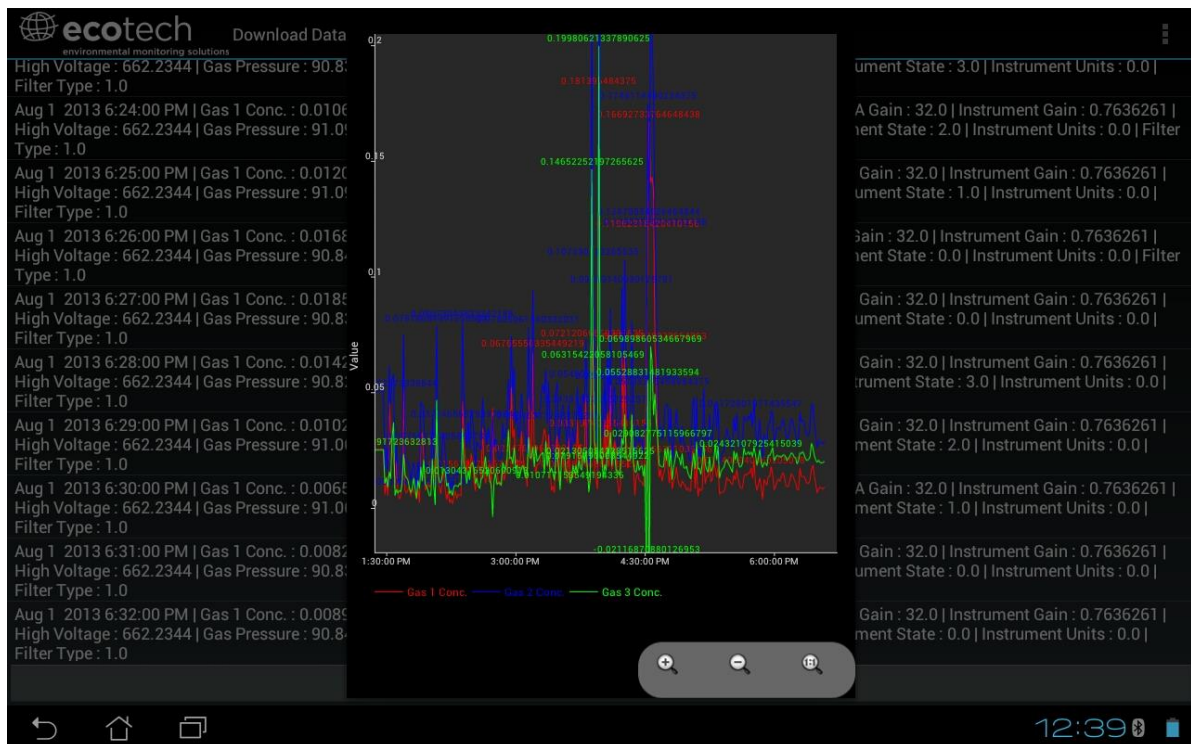 ecotech
environmental monitoring solutions
Download Data
High Voltage : 662.2344 | Gas Pressure : 90.8
ument State : 3.0 | Instrument Units : 0.0 |
Filter Type : 1.0
Aug 1 2013 6:24:00 PM | Gas 1 Conc. : 0.0106
A Gain : 32.0 | Instrument Gain : 0.7636261 |
High Voltage : 662.2344 | Gas Pressure : 91.0
ent State : 2.0 | Instrument Units : 0.0 | Filter
Type : 1.0
Aug 1 2013 6:25:00 PM | Gas 1 Conc. : 0.0120
Gain : 32.0 | Instrument Gain : 0.7636261 |
High Voltage : 662.2344 | Gas Pressure : 91.0
ument State : 1.0 | Instrument Units : 0.0 |
Filter Type : 1.0
Aug 1 2013 6:26:00 PM | Gas 1 Conc. : 0.0168
Gain : 32.0 | Instrument Gain : 0.7636261 |
High Voltage : 662.2344 | Gas Pressure : 90.8
ent State : 0.0 | Instrument Units : 0.0 | Filter
Type : 1.0
Aug 1 2013 6:27:00 PM | Gas 1 Conc. : 0.0185
Gain : 32.0 | Instrument Gain : 0.7636261 |
High Voltage : 662.2344 | Gas Pressure : 90.8
ument State : 0.0 | Instrument Units : 0.0 |
Filter Type : 1.0
Aug 1 2013 6:28:00 PM | Gas 1 Conc. : 0.0142
Gain : 32.0 | Instrument Gain : 0.7636261 |
High Voltage : 662.2344 | Gas Pressure : 90.8
trument State : 3.0 | Instrument Units : 0.0 |
Filter Type : 1.0
Aug 1 2013 6:29:00 PM | Gas 1 Conc. : 0.0102
Gain : 32.0 | Instrument Gain : 0.7636261 |
High Voltage : 662.2344 | Gas Pressure : 91.0
ment State : 2.0 | Instrument Units : 0.0 |
Filter Type : 1.0
Aug 1 2013 6:30:00 PM | Gas 1 Conc. : 0.0065
A Gain : 32.0 | Instrument Gain : 0.7636261 |
High Voltage : 662.2344 | Gas Pressure : 91.0
ment State : 1.0 | Instrument Units : 0.0 |
Filter Type : 1.0
Aug 1 2013 6:31:00 PM | Gas 1 Conc. : 0.0082
Gain : 32.0 | Instrument Gain : 0.7636261 |
High Voltage : 662.2344 | Gas Pressure : 90.8
ument State : 0.0 | Instrument Units : 0.0 |
Filter Type : 1.0
Aug 1 2013 6:32:00 PM | Gas 1 Conc. : 0.0089
Gain : 32.0 | Instrument Gain : 0.7636261 |
High Voltage : 662.2344 | Gas Pressure : 90.8
ment State : 0.0 | Instrument Units : 0.0 |
Filter Type : 1.0
0.2
0.15
0.1
0.05
0
Value
0.19980621337890625
0.14652252197265625
0.06989860534667969
0.06315422058105469
0.05528831481933594
0.029082775115966797
0.02432107925415039
91723632813
1:30:00 PM
3:00:00 PM
4:30:00 PM
6:00:00 PM
Gas 1 Conc.
Gas 2 Conc.
Gas 3 Conc.
1:1
12:39